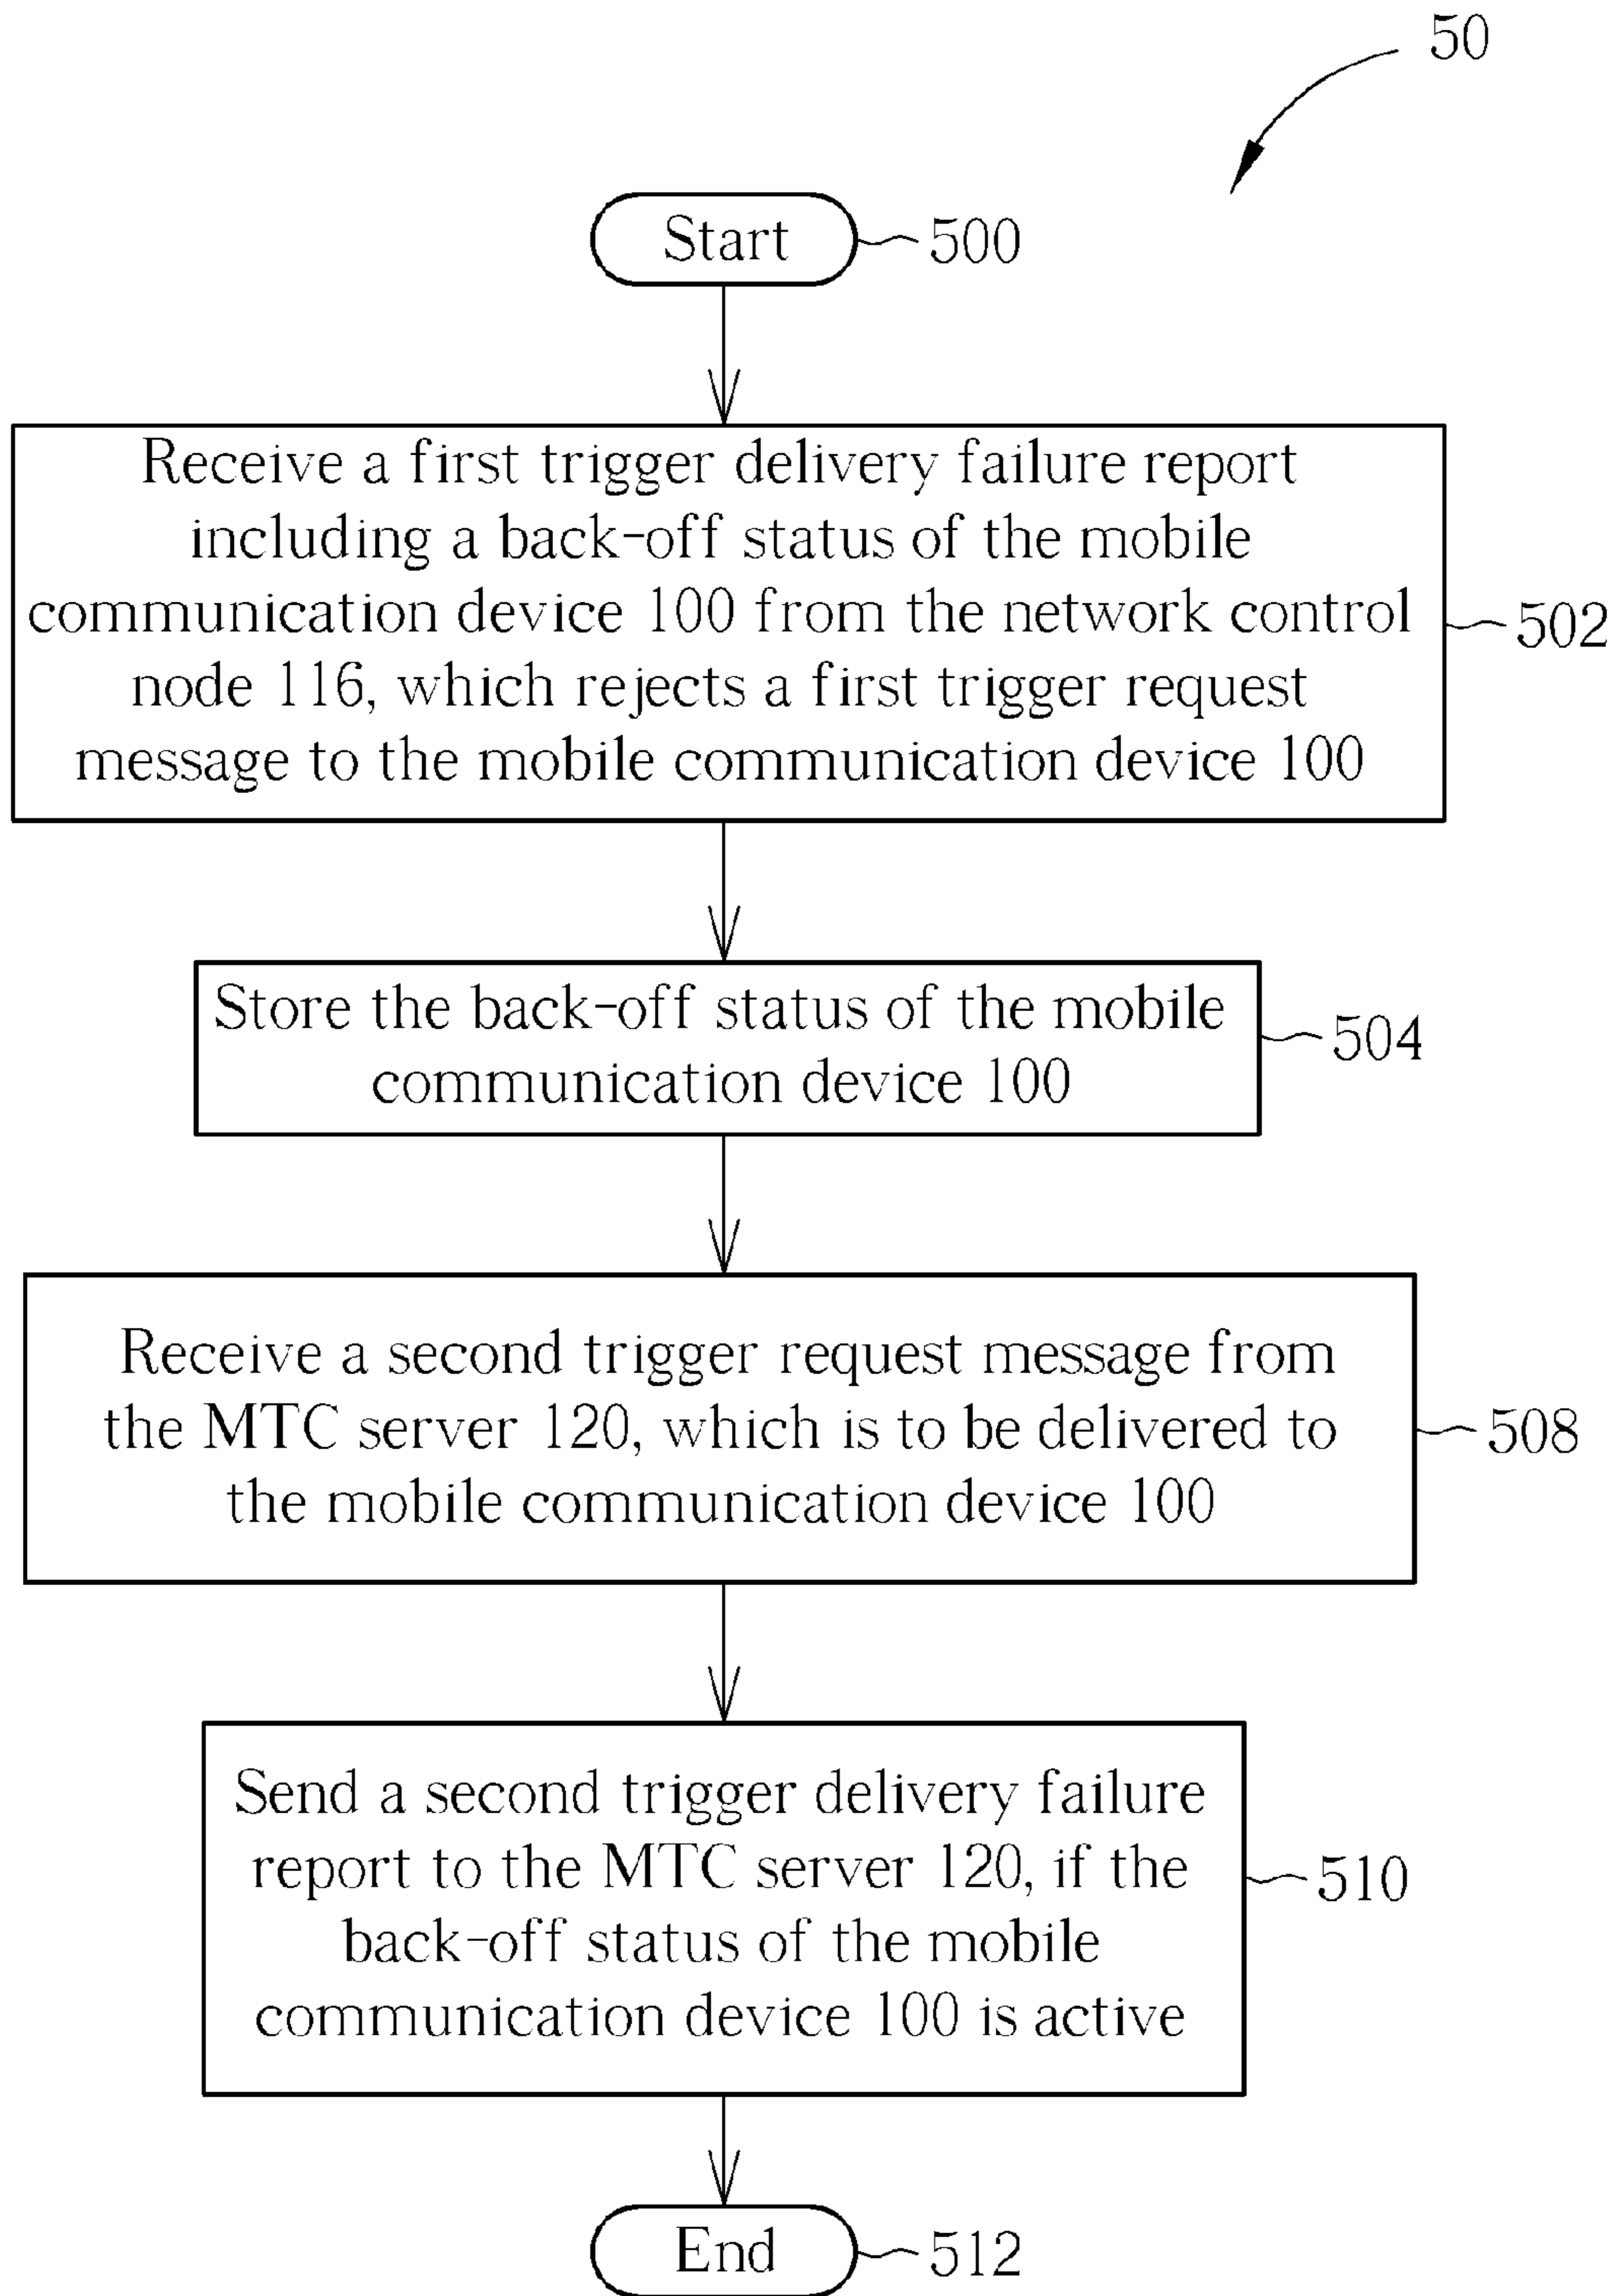 50
Start
500
Receive a first trigger delivery failure report
including a back-off status of the mobile
communication device 100 from the network control
node 116, which rejects a first trigger request
message to the mobile communication device 100
502
Store the back-off status of the mobile
communication device 100
504
Receive a second trigger request message from
the MTC server 120, which is to be delivered to
the mobile communication device 100
508
Send a second trigger delivery failure
report to the MTC server 120, if the
back-off status of the mobile
communication device 100 is active
510
End
512